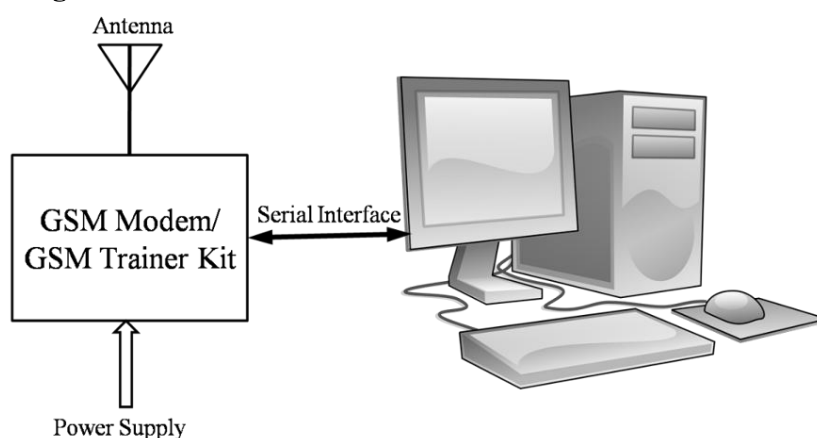 Antenna
GSM Modem/
GSM Trainer Kit
Serial Interface
Power Supply